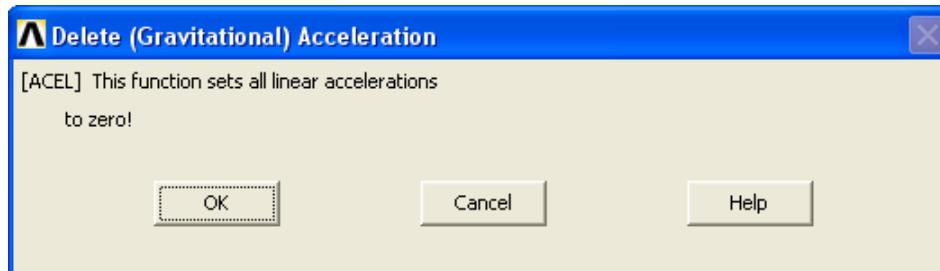 Delete (Gravitational) Acceleration
[ACEL] This function sets all linear accelerations
to zero!
OK Cancel Help